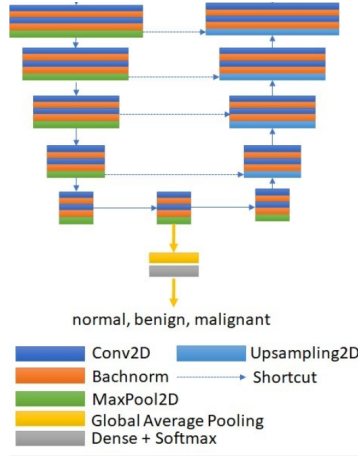 normal, benign, malignant
Conv2D
Upsampling2D
Bachnorm
Shortcut
MaxPool2D
Global Average Pooling
Dense + Softmax